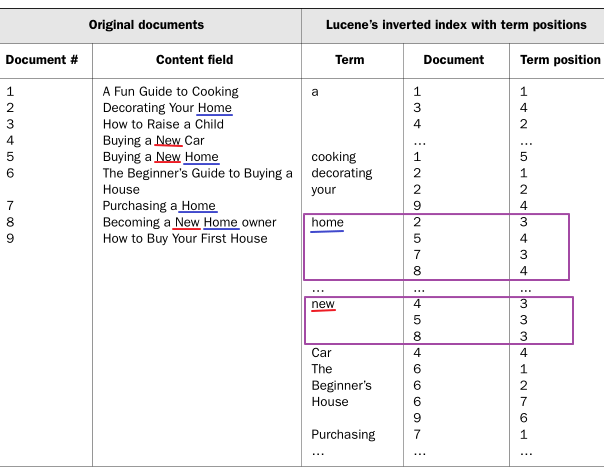 Original documents Lucene's inverted index with term positions
Document # Content field Term Document Term position
1 A Fun Guide to Cooking a 1 1
2 Decorating Your Home 3 4
3 How to Raise a Child 4 2
4 Buying a New Car ... ...
5 Buying a New Home cooking 1 5
6 The Beginner's Guide to Buying a decorating 2 1
House your 2 2
7 Purchasing a Home 9 4
8 Becoming a New Home owner home 2 3
9 How to Buy Your First House 5 4
7 3
8 4
... ... ...
new 4 3
5 3
8 3
Car 4 4
The 6 1
Beginner's 6 2
House 6 7
9 6
Purchasing 7 1
... ... ...